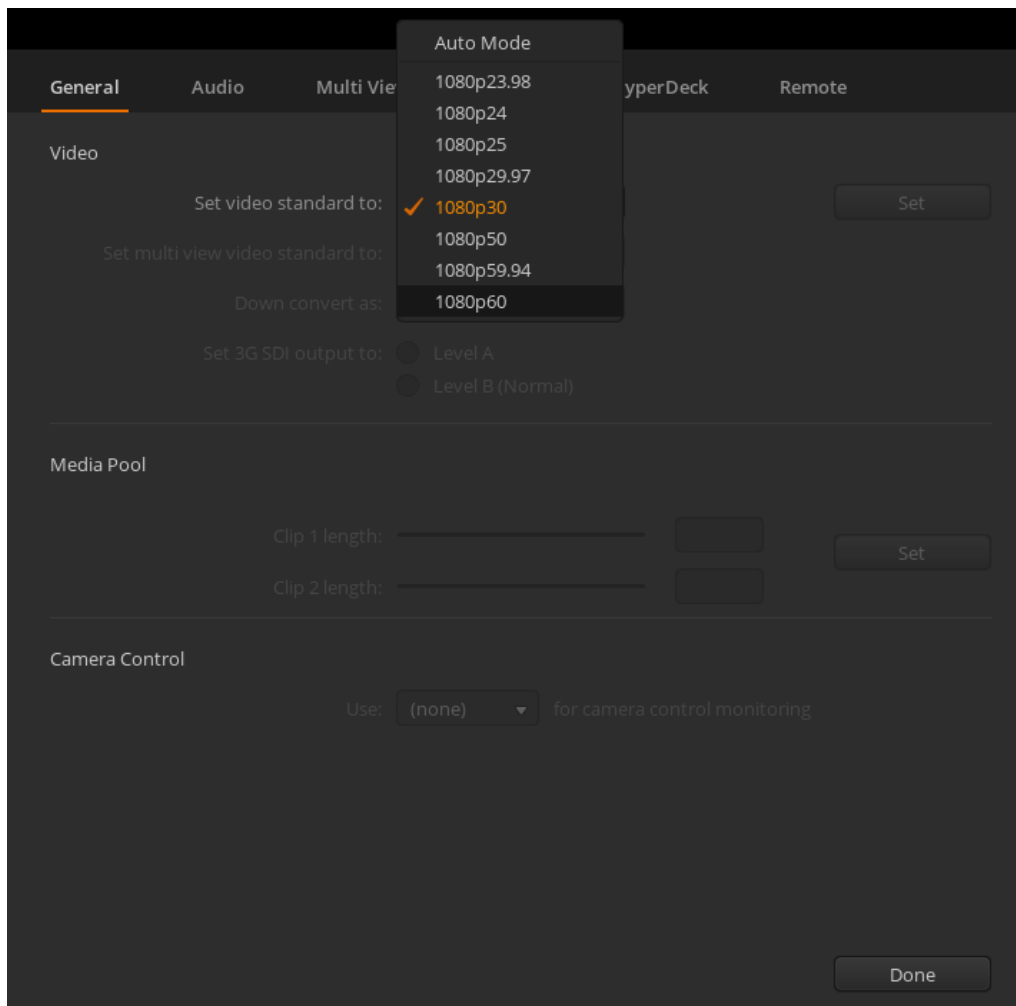 Auto Mode
General Audio Multi Vie yperDeck Remote
1080p23.98
1080p24
Video
1080p25
1080p29.97
Set video standard to: ✓ 1080p30 Set
1080p50
Set multi view video standard to:
1080p59.94
Down convert as: 1080p60
Set 3G SDI output to: Level A
Level B (Normal)
Media Pool
Clip 1 length:
Set
Clip 2 length:
Camera Control
Use: (none) for camera control monitoring
Done